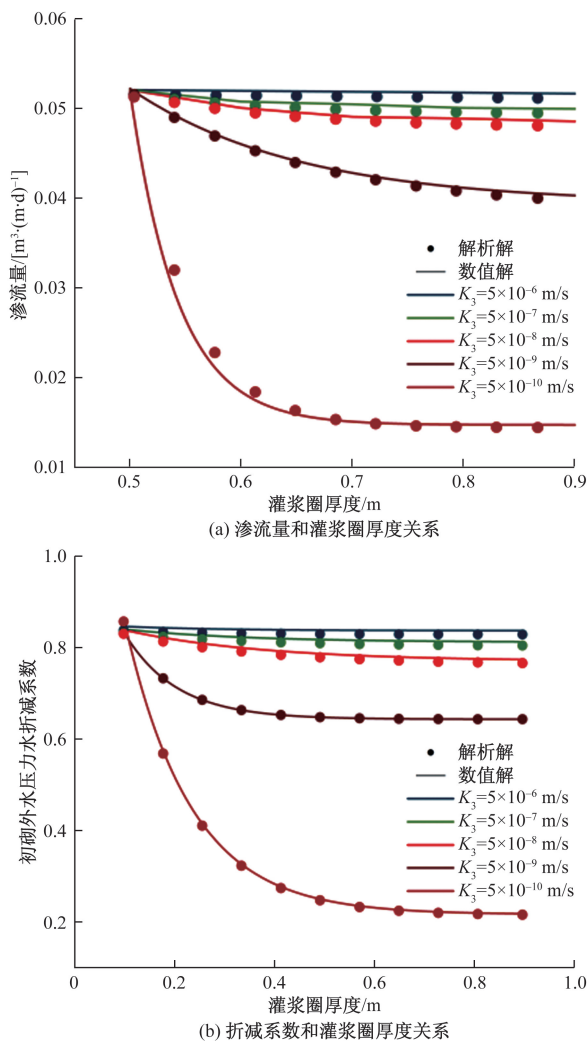 0.06
0.05
0.04
0.03
0.02
0.01
渗流量/[m³·(m·d)⁻¹]
解析解
数值解
K₃=5×10⁻⁶ m/s
K₃=5×10⁻⁷ m/s
K₃=5×10⁻⁸ m/s
K₃=5×10⁻⁹ m/s
K₃=5×10⁻¹⁰ m/s
0.5 0.6 0.7 0.8 0.9
灌浆圈厚度/m
(a) 渗流量和灌浆圈厚度关系
1.0
0.8
0.6
0.4
0.2
初砌外水压力水折减系数
解析解
数值解
K₃=5×10⁻⁶ m/s
K₃=5×10⁻⁷ m/s
K₃=5×10⁻⁸ m/s
K₃=5×10⁻⁹ m/s
K₃=5×10⁻¹⁰ m/s
0 0.2 0.4 0.6 0.8 1.0
灌浆圈厚度/m
(b) 折减系数和灌浆圈厚度关系